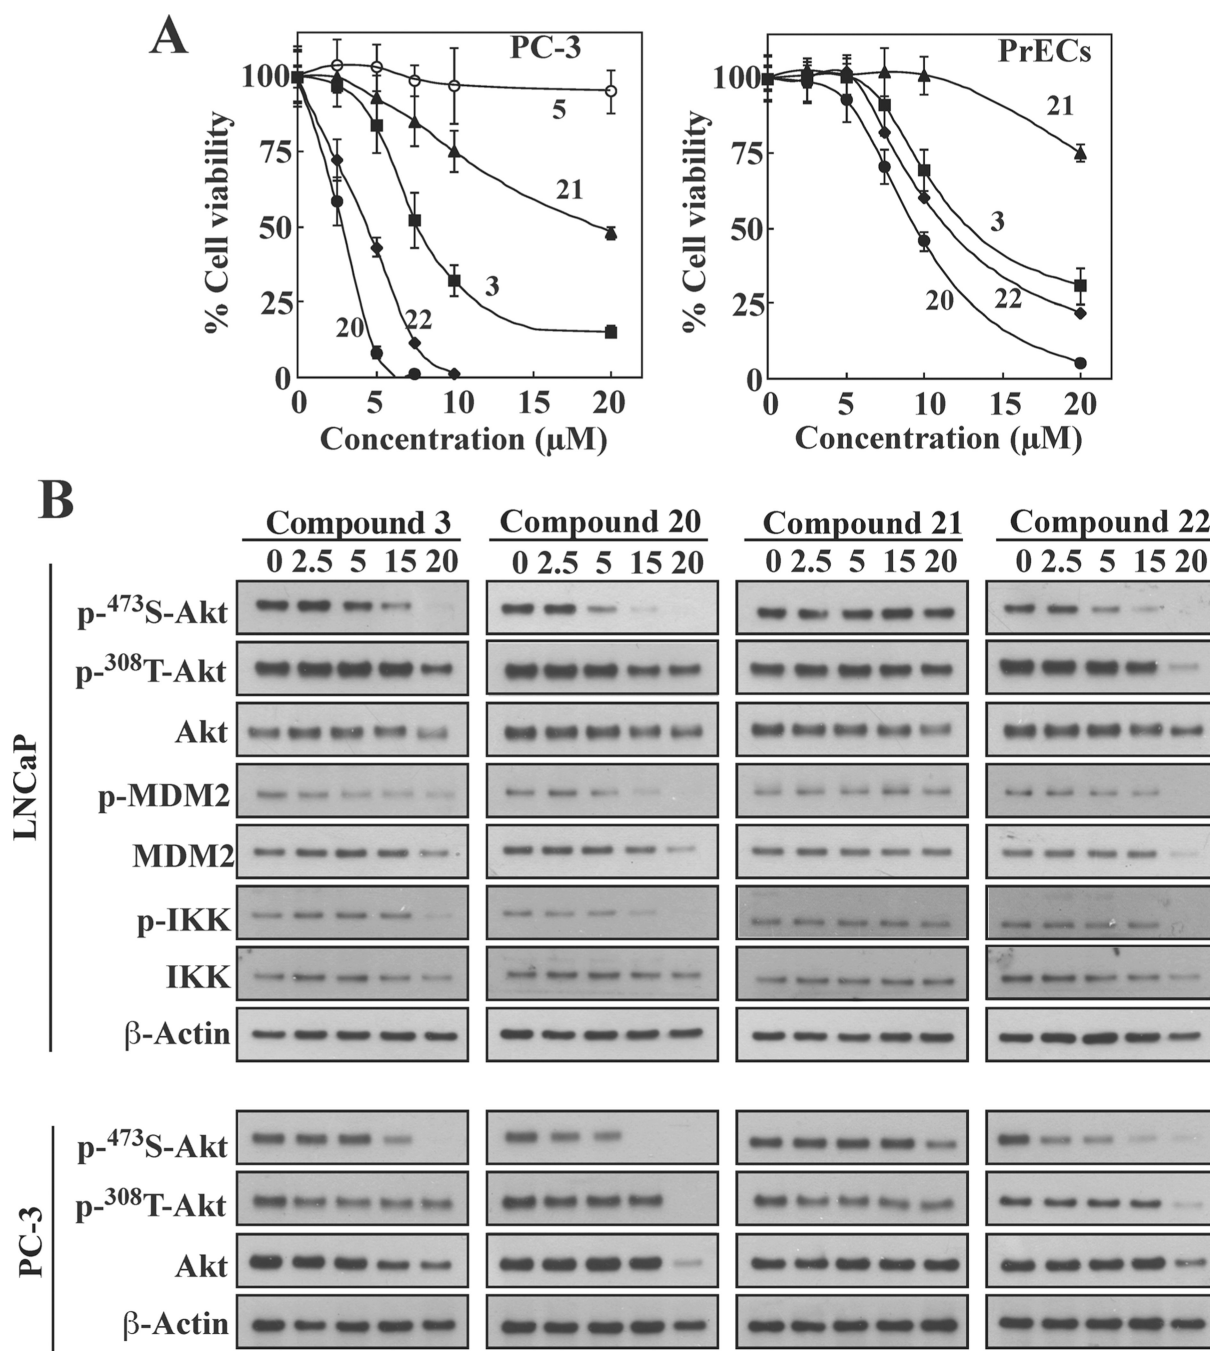 A
PC-3
100
75
50
25
0
% Cell viability
5
21
3
20
22
0 5 10 15 20
Concentration (μM)
PrECs
100
75
50
25
0
% Cell viability
21
3
22
20
0 5 10 15 20
Concentration (μM)
B
Compound 3 Compound 20 Compound 21 Compound 22
0 2.5 5 15 20 0 2.5 5 15 20 0 2.5 5 15 20 0 2.5 5 15 20
LNCaP
p-⁴⁷³S-Akt
p-³⁰⁸T-Akt
Akt
p-MDM2
MDM2
p-IKK
IKK
β-Actin
PC-3
p-⁴⁷³S-Akt
p-³⁰⁸T-Akt
Akt
β-Actin